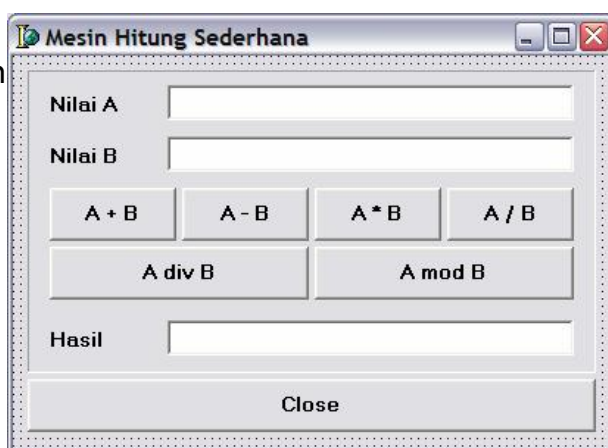 Mesin Hitung Sederhana
n
Nilai A
Nilai B
A + B A - B A * B A / B
A div B A mod B
Hasil
Close